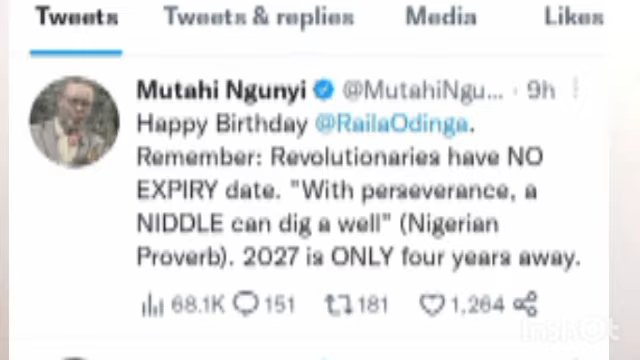 Tweets Tweets & replies Media Likes
Mutahi Ngunyi @MutahiNgu... · 9h
Happy Birthday @RailaOdinga.
Remember: Revolutionaries have NO
EXPIRY date. "With perseverance, a
NIDDLE can dig a well" (Nigerian
Proverb). 2027 is ONLY four years away.
68.1K 151 181 1,264